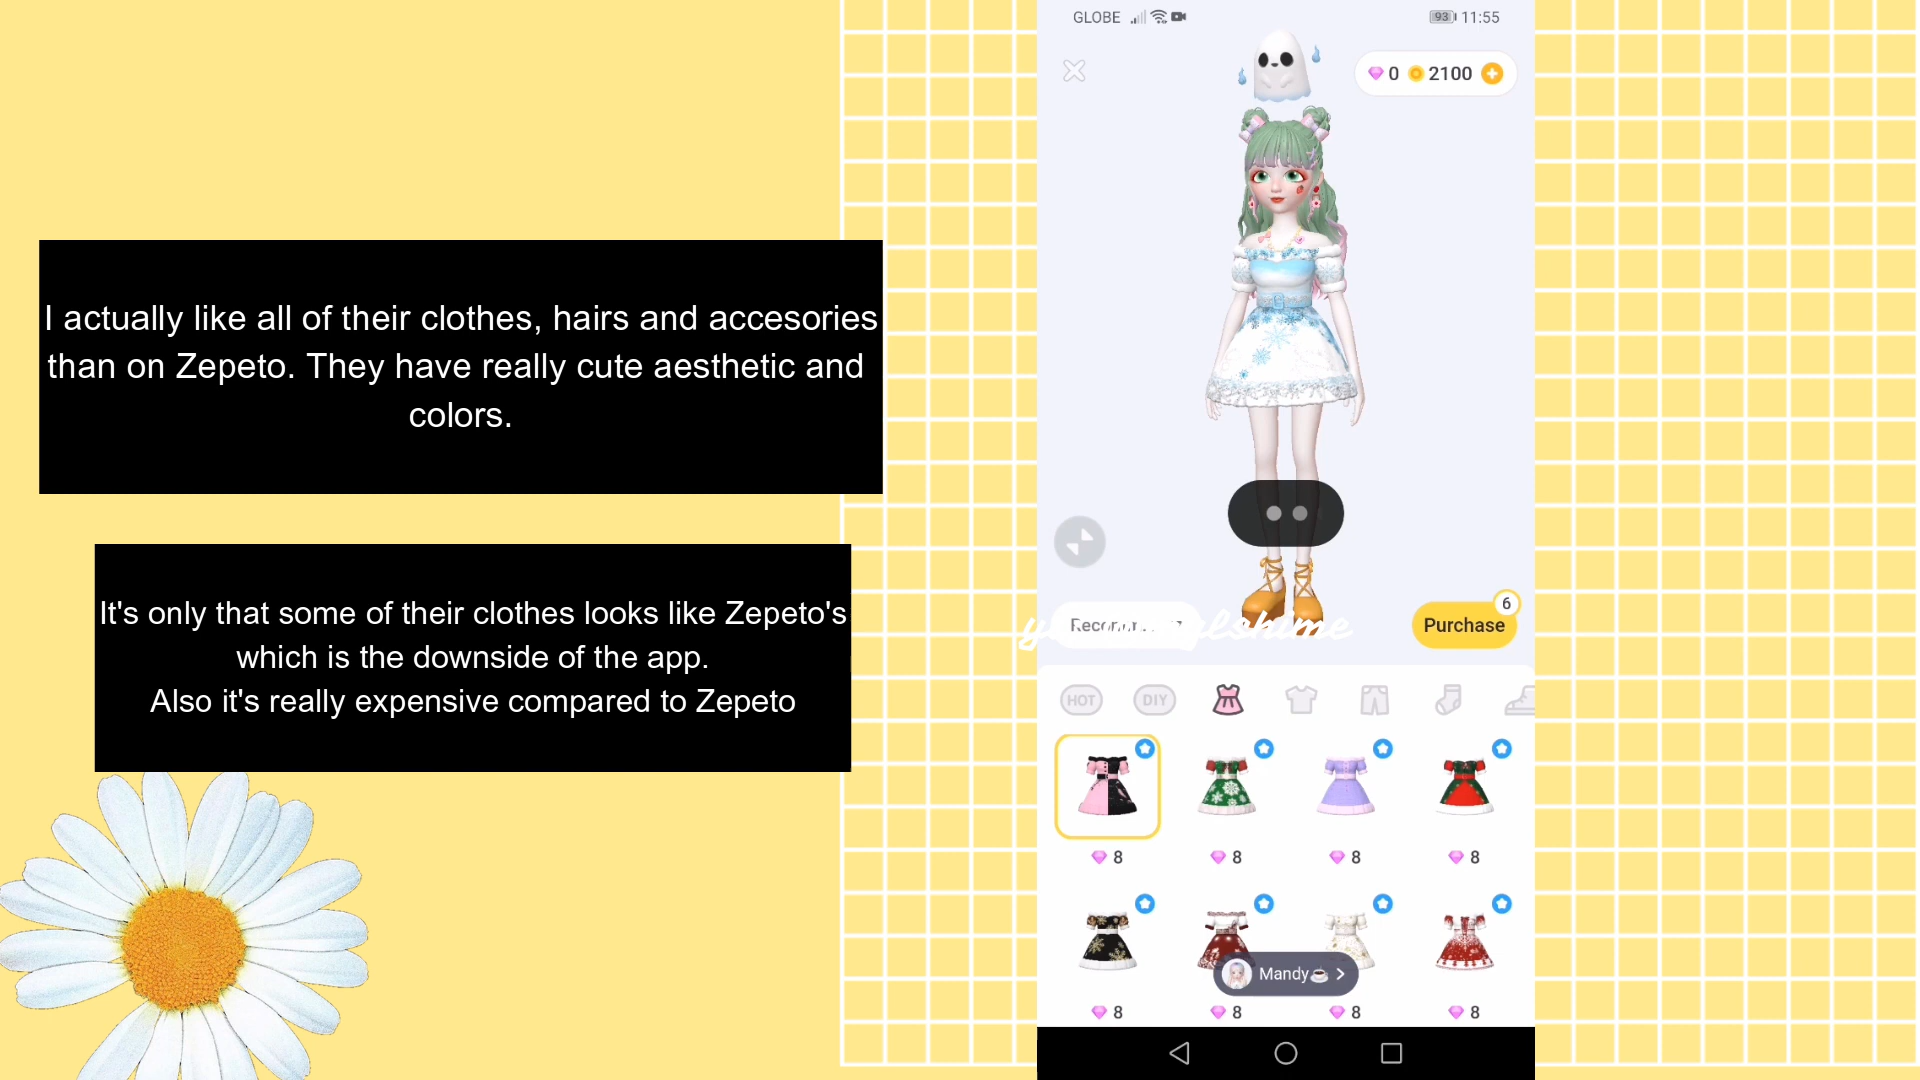 I actually like all of their clothes, hairs and accesories
than on Zepeto. They have really cute aesthetic and
colors.
It's only that some of their clothes looks like Zepeto's
which is the downside of the app.
Also it's really expensive compared to Zepeto
GLOBE 93 11:55
0 2100
6
Purchase
HOT DIY
8 8 8 8
Mandy
8 8 8 8